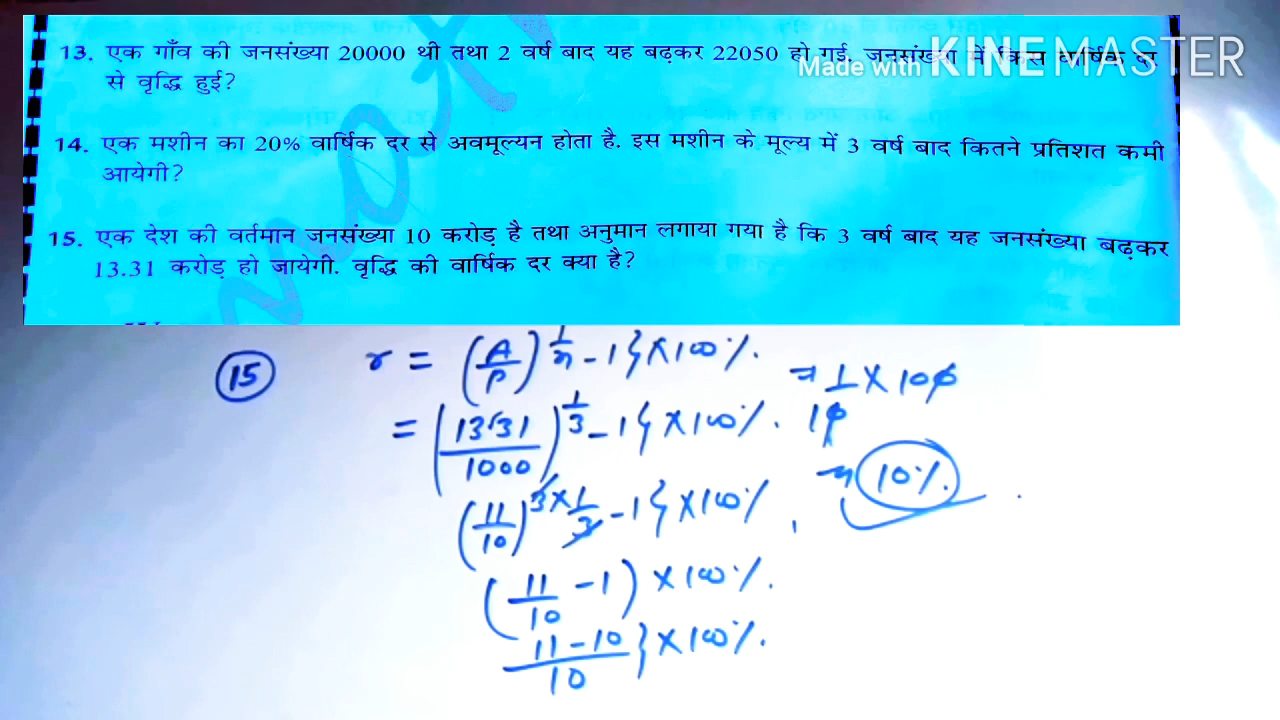 13. एक गाँव की जनसंख्या 20000 थी तथा 2 वर्ष बाद यह बढ़कर 22050 हो गई. जनसंख्या में किस वार्षिक दर
Made with KINEMASTER
से वृद्धि हुई?
14. एक मशीन का 20% वार्षिक दर से अवमूल्यन होता है. इस मशीन के मूल्य में 3 वर्ष बाद कितने प्रतिशत कमी
आयेगी?
15. एक देश की वर्तमान जनसंख्या 10 करोड़ है तथा अनुमान लगाया गया है कि 3 वर्ष बाद यह जनसंख्या बढ़कर
13.31 करोड़ हो जायेगी. वृद्धि की वार्षिक दर क्या है?
15 r = (A/P)^1/n - 1} × 100%.
= (1331/1000)^1/3 - 1} × 100%.
(11/10)^3×1/3 - 1} × 100%
(11/10 - 1) × 100%.
11-10/10} × 100%.
= 1/10 × 100
= 10%.